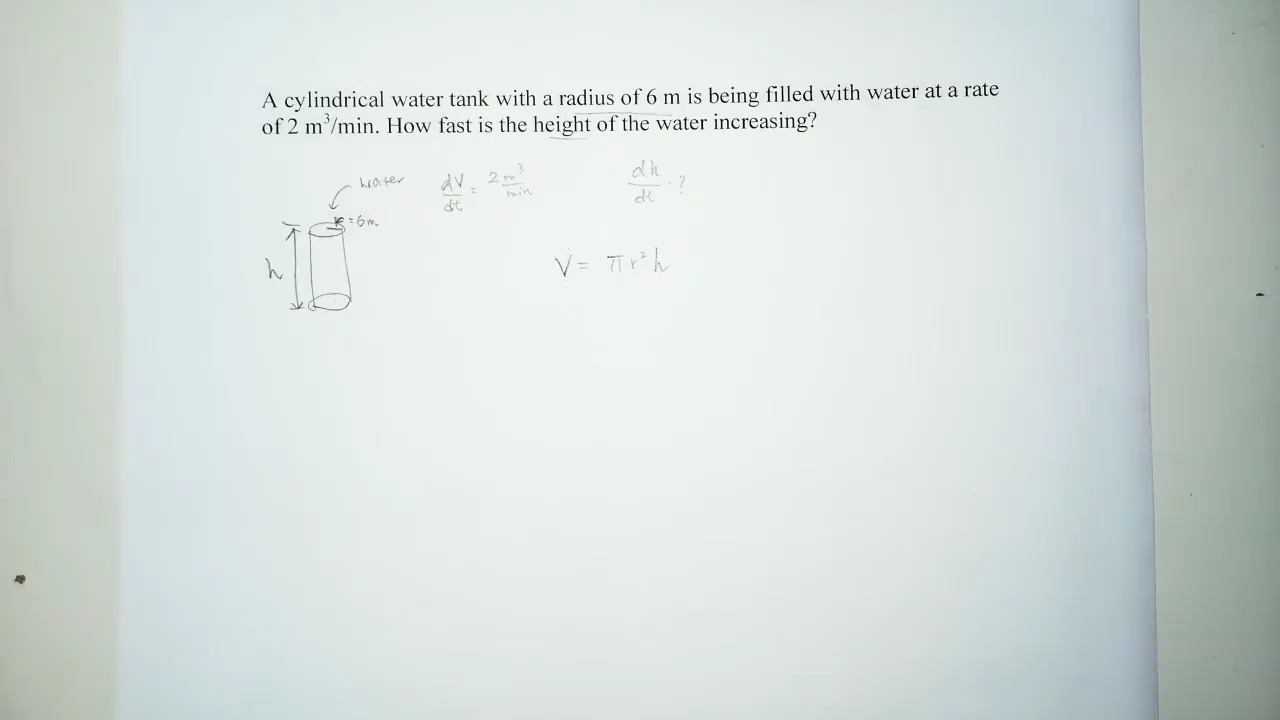 A cylindrical water tank with a radius of 6 m is being filled with water at a rate
of 2 m³/min. How fast is the height of the water increasing?
water
dV/dt = 2 m³/min
dh/dt = ?
r = 6m
h
V = πr²h